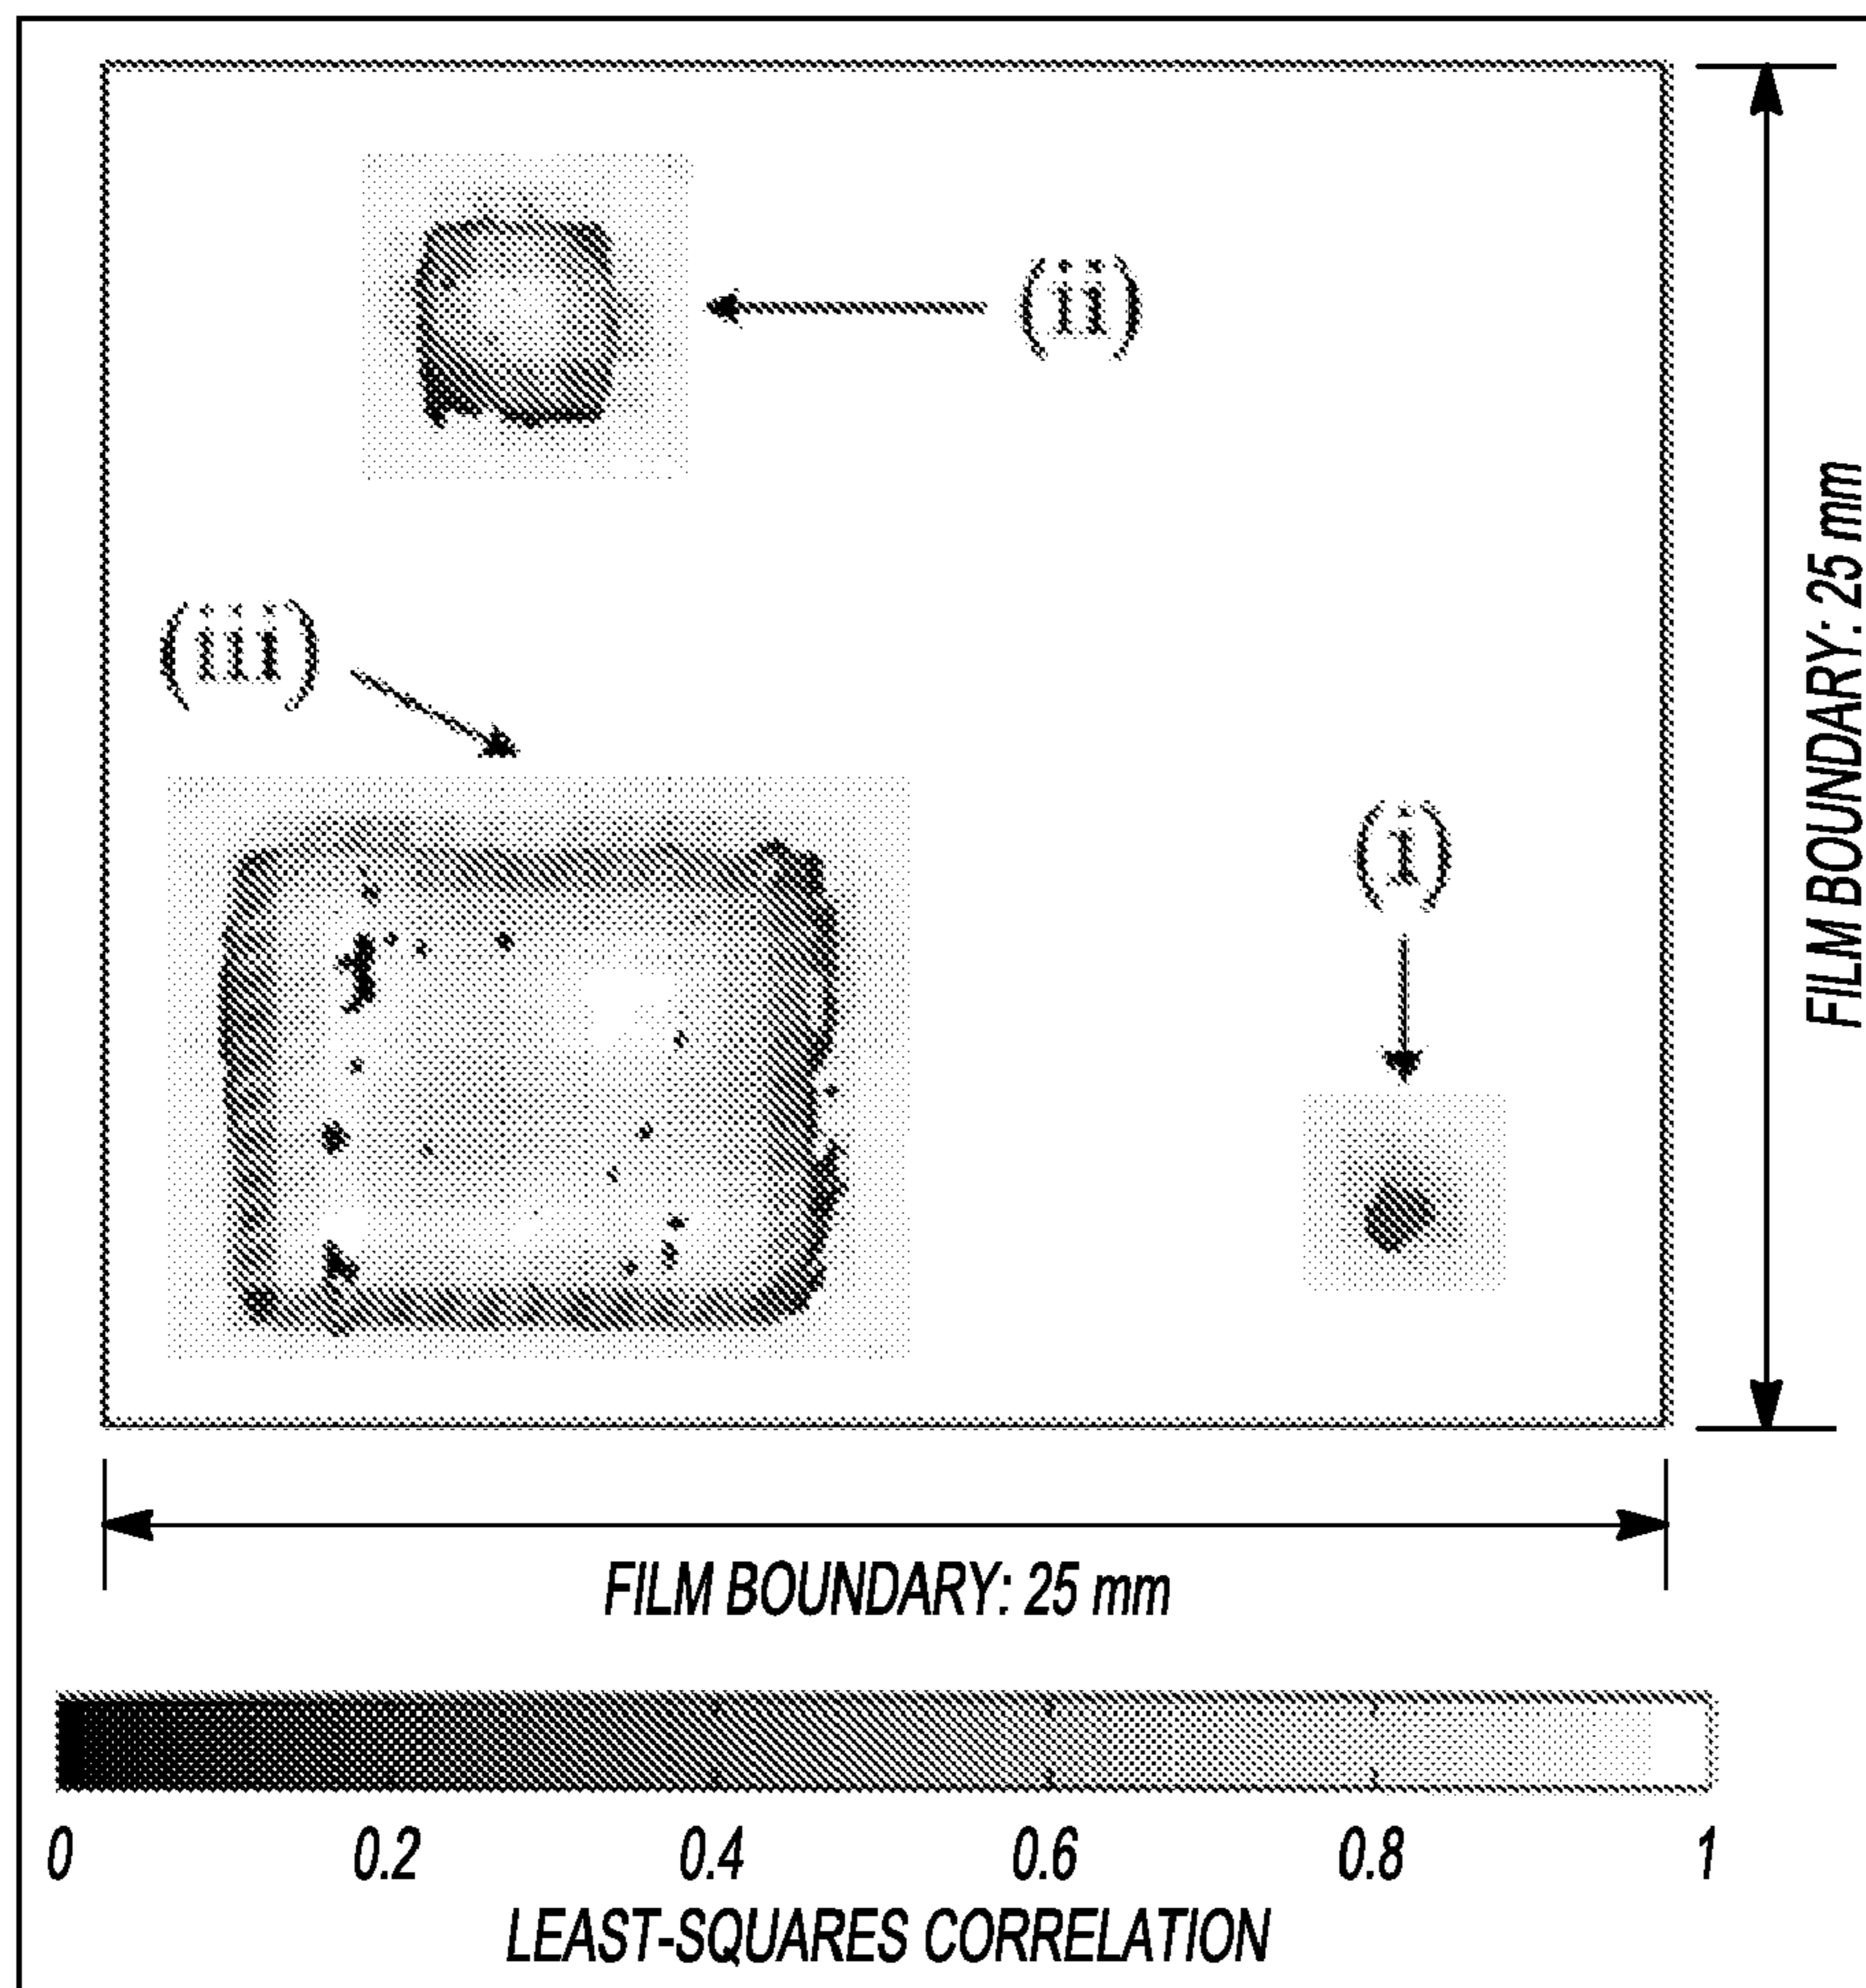 (ii)
(iii)
(i)
FILM BOUNDARY: 25 mm
FILM BOUNDARY: 25 mm
0 0.2 0.4 0.6 0.8 1
LEAST-SQUARES CORRELATION